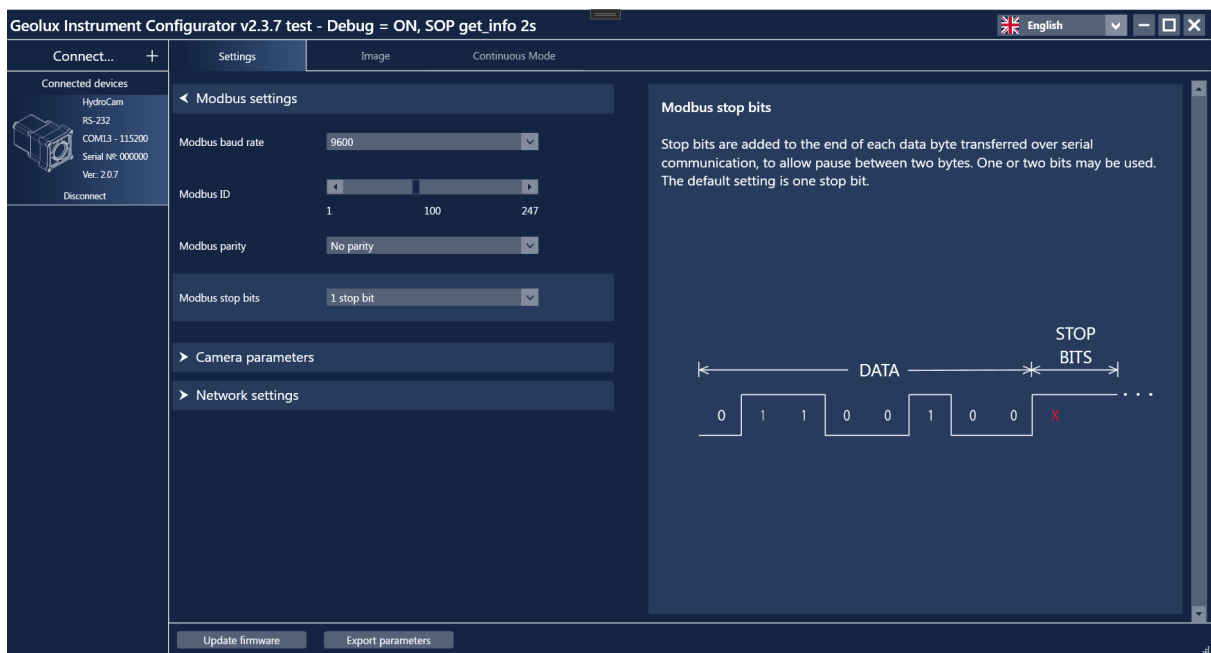 Geolux Instrument Configurator v2.3.7 test - Debug = ON, SOP get_info 2s
English
Connect... +
Settings
Image
Continuous Mode
Connected devices
HydroCam
RS-232
COM13 - 115200
Serial №: 000000
Ver.: 2.0.7
Disconnect
Modbus settings
Modbus baud rate
9600
Modbus ID
1 100 247
Modbus parity
No parity
Modbus stop bits
1 stop bit
Camera parameters
Network settings
Modbus stop bits
Stop bits are added to the end of each data byte transferred over serial
communication, to allow pause between two bytes. One or two bits may be used.
The default setting is one stop bit.
STOP
BITS
DATA
0 1 1 0 0 1 0 0 X . . .
Update firmware
Export parameters